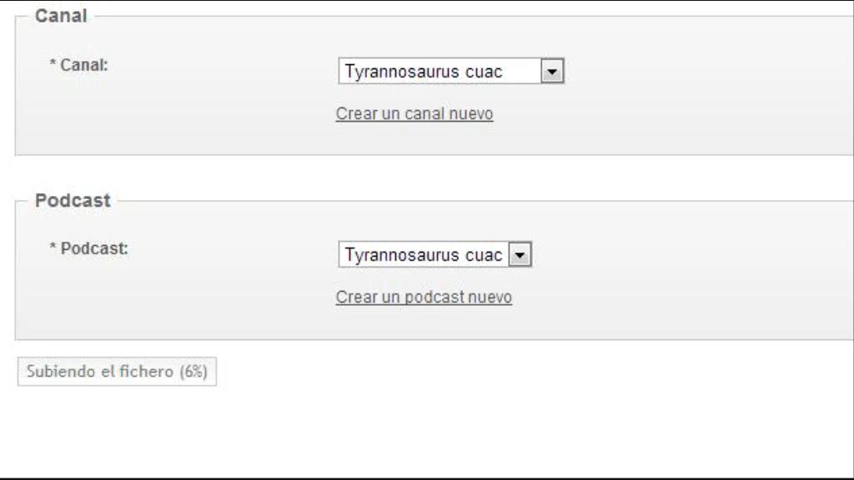 Canal
* Canal:
Tyrannosaurus cuac
Crear un canal nuevo
Podcast
* Podcast:
Tyrannosaurus cuac
Crear un podcast nuevo
Subiendo el fichero (6%)